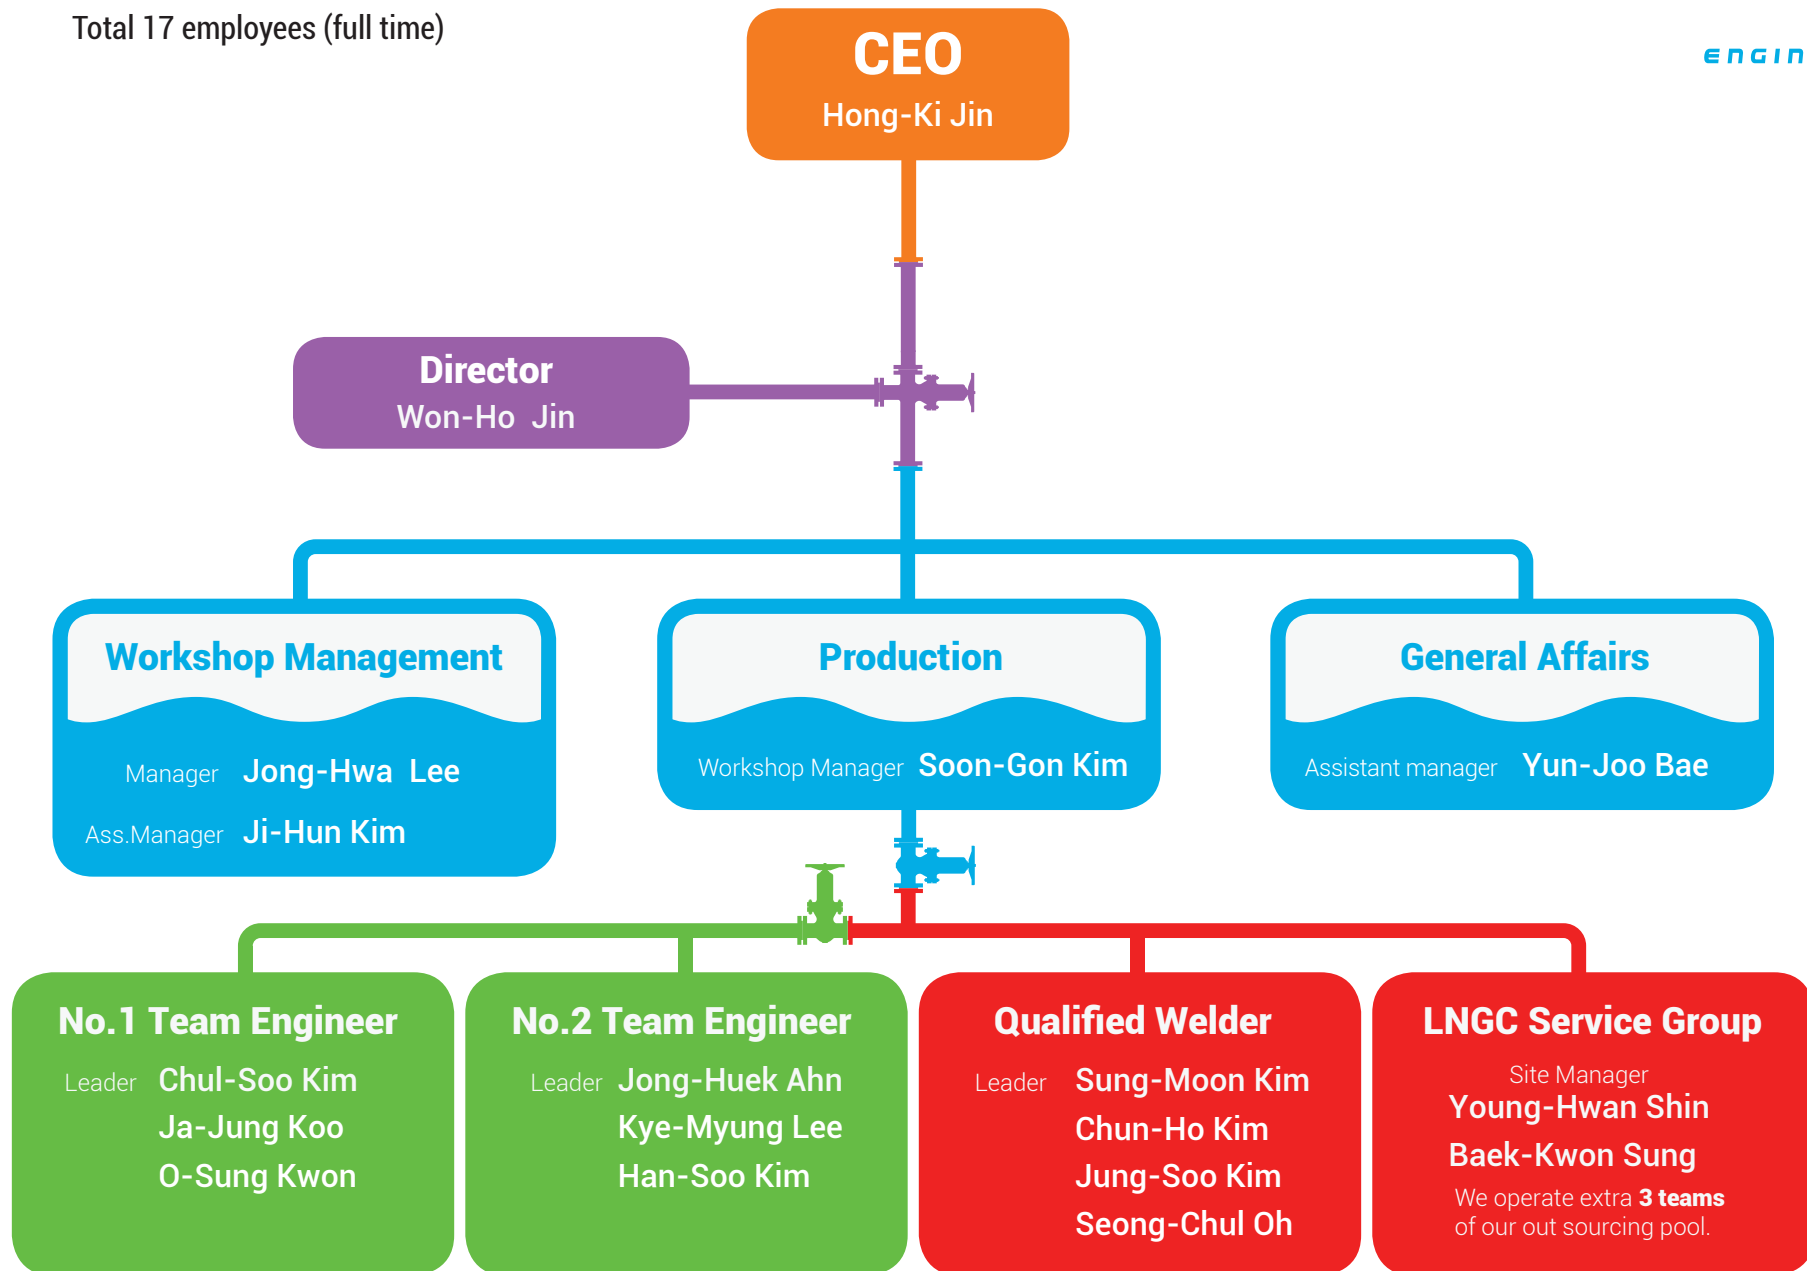 Total 17 employees (full time)
CEO
Hong-Ki Jin
ENGIN
Director
Won-Ho Jin
Workshop Management
Manager Jong-Hwa Lee
Ass.Manager Ji-Hun Kim
Production
Workshop Manager Soon-Gon Kim
General Affairs
Assistant manager Yun-Joo Bae
No.1 Team Engineer
Leader Chul-Soo Kim
Ja-Jung Koo
O-Sung Kwon
No.2 Team Engineer
Leader Jong-Huek Ahn
Kye-Myung Lee
Han-Soo Kim
Qualified Welder
Leader Sung-Moon Kim
Chun-Ho Kim
Jung-Soo Kim
Seong-Chul Oh
LNGC Service Group
Site Manager
Young-Hwan Shin
Baek-Kwon Sung
We operate extra 3 teams
of our out sourcing pool.